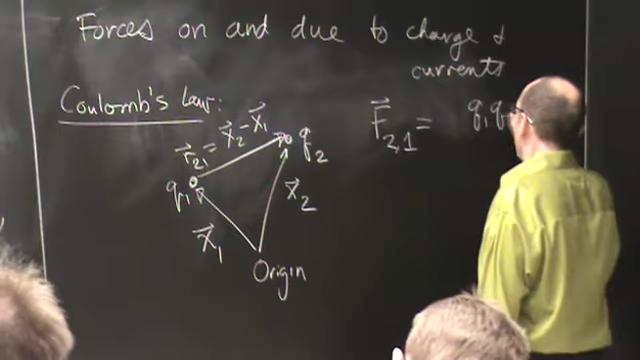 Forces on and due to charge &
currents
Coulomb's Law:
r⃗₂₁ = x⃗₂ - x⃗₁
q₂
q₁
x⃗₂
x⃗₁
Origin
F⃗₂,₁ = q₁q